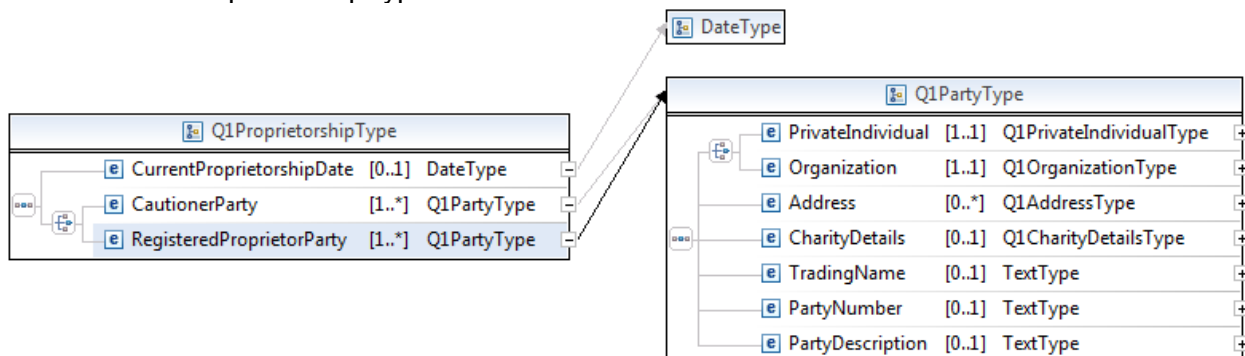 DateType
Q1PartyType
e PrivateIndividual [1..1] Q1PrivateIndividualType
e Organization [1..1] Q1OrganizationType
e Address [0..*] Q1AddressType
e CharityDetails [0..1] Q1CharityDetailsType
e TradingName [0..1] TextType
e PartyNumber [0..1] TextType
e PartyDescription [0..1] TextType
Q1ProprietorshipType
e CurrentProprietorshipDate [0..1] DateType
e CautionerParty [1..*] Q1PartyType
e RegisteredProprietorParty [1..*] Q1PartyType